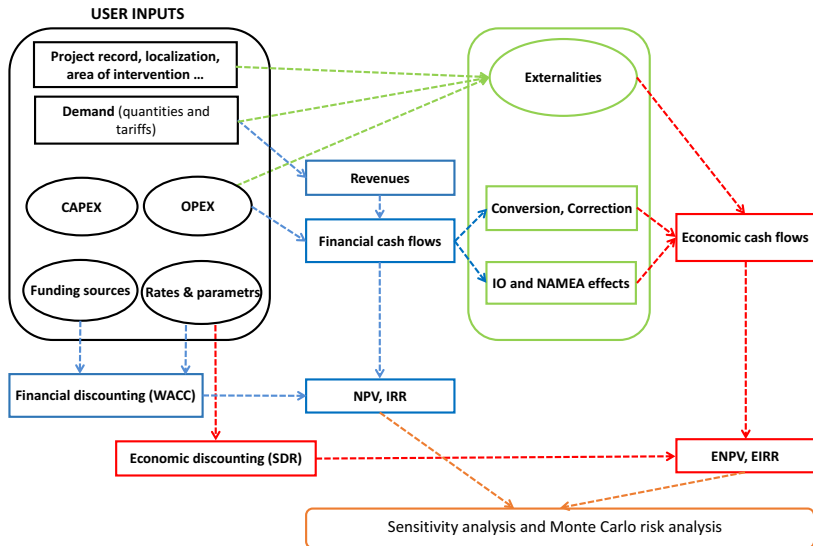 USER INPUTS
Project record, localization,
area of intervention ...
Demand (quantities and
tariffs)
Externalities
Revenues
CAPEX
OPEX
Conversion, Correction
Financial cash flows
Economic cash flows
Funding sources
Rates & parametrs
IO and NAMEA effects
Financial discounting (WACC)
NPV, IRR
Economic discounting (SDR)
ENPV, EIRR
Sensitivity analysis and Monte Carlo risk analysis